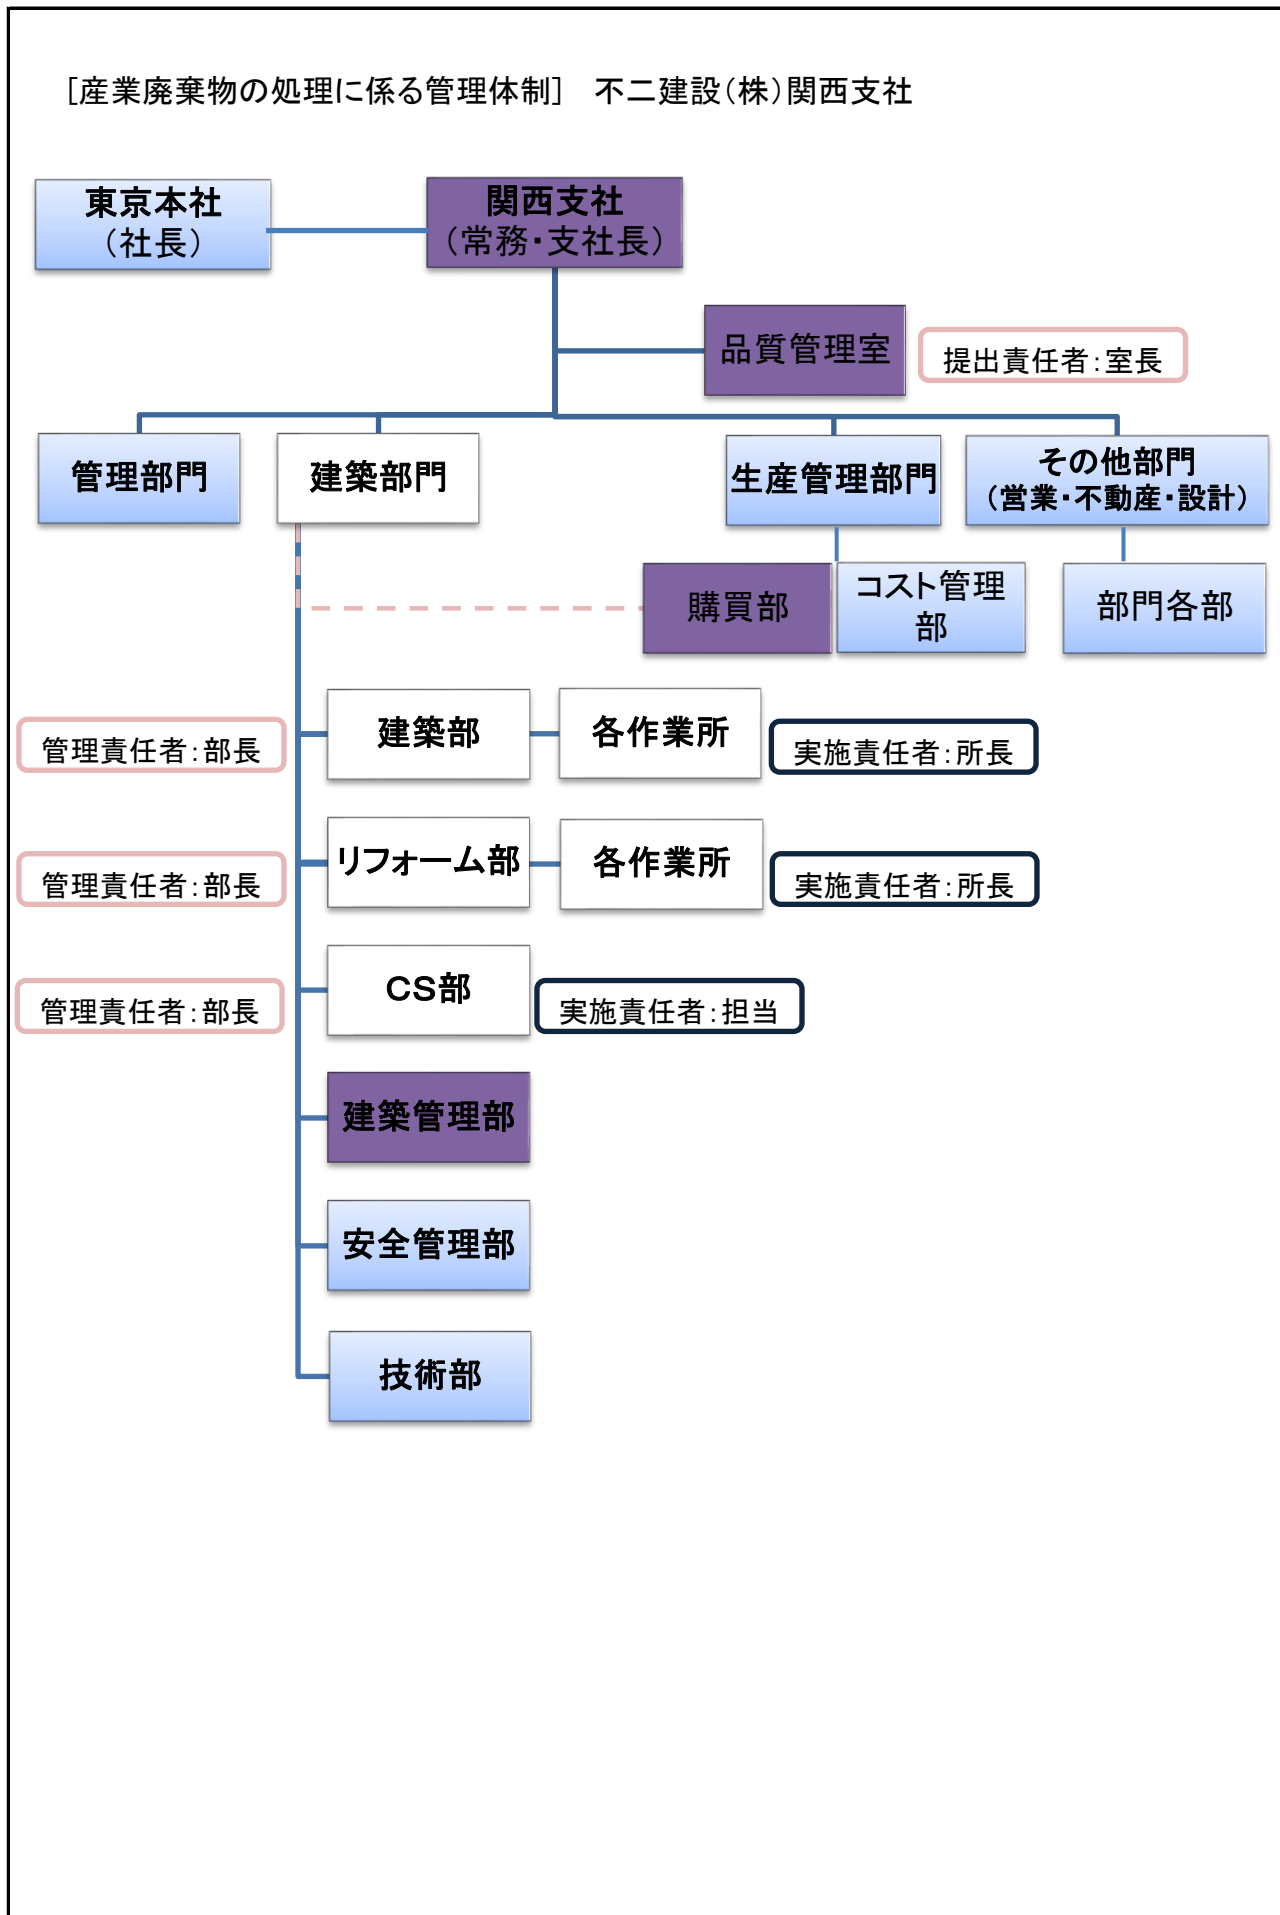 ［産業廃棄物の処理に係る管理体制］　不二建設（株）関西支社
東京本社
（社長）
関西支社
（常務・支社長）
品質管理室
提出責任者：室長
管理部門
建築部門
生産管理部門
その他部門
（営業・不動産・設計）
購買部
コスト管理
部
部門各部
管理責任者：部長
建築部
各作業所
実施責任者：所長
管理責任者：部長
リフォーム部
各作業所
実施責任者：所長
管理責任者：部長
CS部
実施責任者：担当
建築管理部
安全管理部
技術部